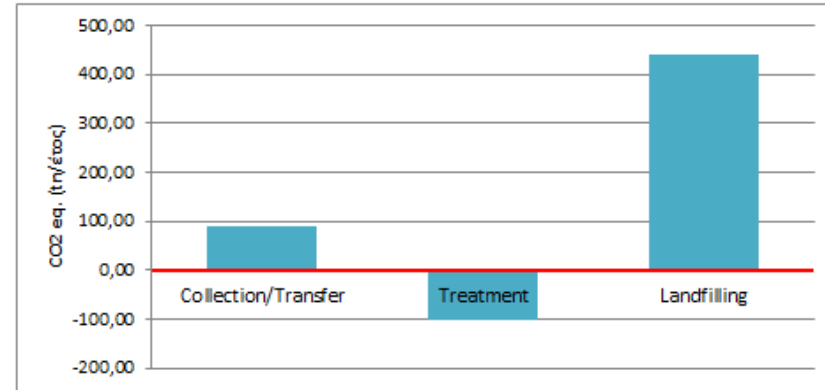 CO2 eq. (tn/έτος)
500,00
400,00
300,00
200,00
100,00
0,00
-100,00
-200,00
Collection/Transfer
Treatment
Landfilling